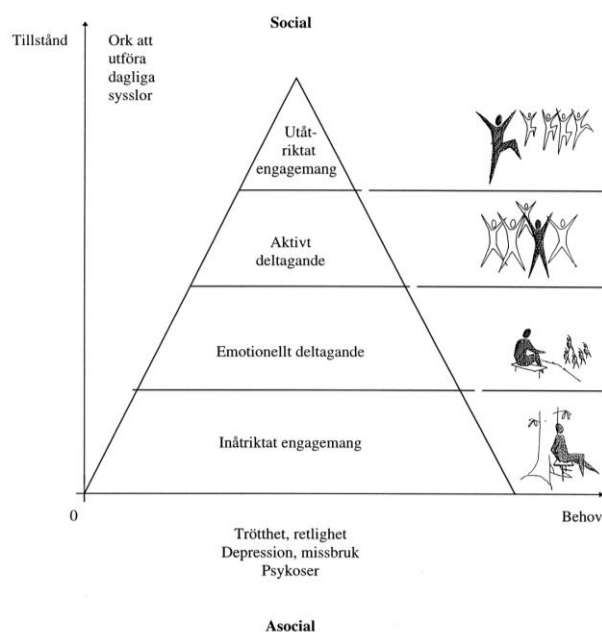 Social
Tillstånd
Ork att
utföra
dagliga
sysslor
Utåt-
riktat
engagemang
Aktivt
deltagande
Emotionellt deltagande
Inåtriktat engagemang
0
Behov
Trötthet, retlighet
Depression, missbruk
Psykoser
Asocial